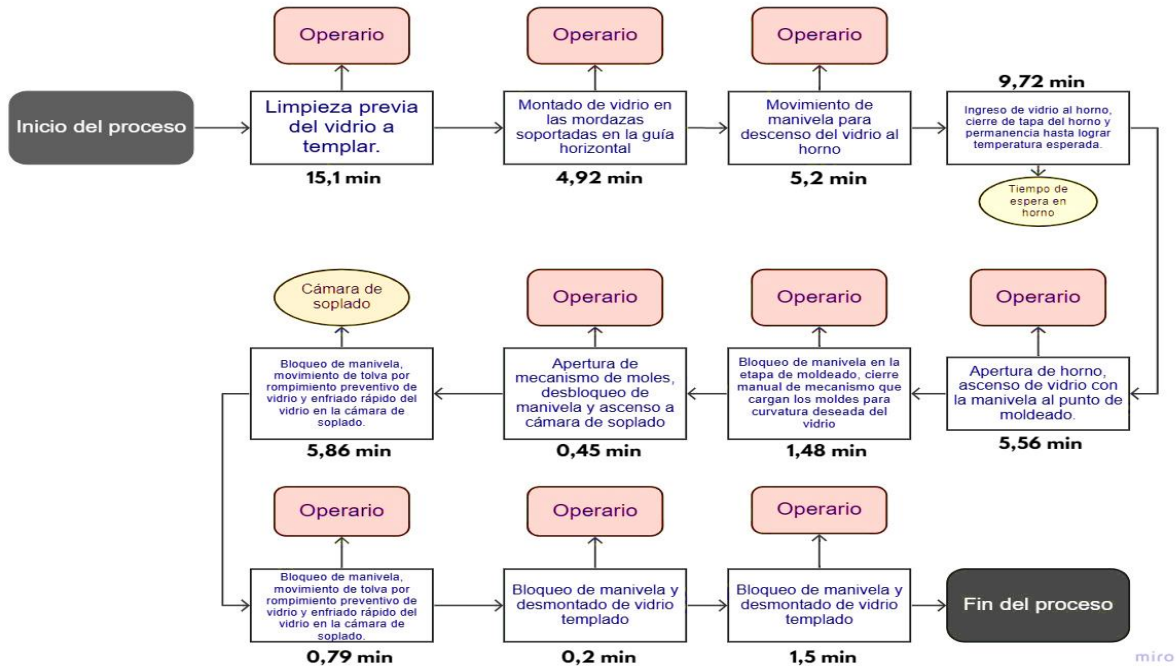 Inicio del proceso
Operario
Limpieza previa
del vidrio a
templar.
15,1 min
Operario
Montado de vidrio en
las mordazas
soportadas en la guía
horizontal
4,92 min
Operario
Movimiento de
manivela para
descenso del vidrio al
horno
5,2 min
9,72 min
Ingreso de vidrio al horno,
cierre de tapa del horno y
permanencia hasta lograr
temperatura esperada.
Tiempo de
espera en
horno
Operario
Apertura de horno,
ascenso de vidrio con
la manivela al punto de
moldeado.
5,56 min
Operario
Bloqueo de manivela en la
etapa de moldeado, cierre
manual de mecanismo que
cargan los moldes para
curvatura deseada del
vidrio
1,48 min
Operario
Apertura de
mecanismo de moles,
desbloqueo de
manivela y ascenso a
cámara de soplado
0,45 min
Cámara de
soplado
Bloqueo de manivela,
movimiento de tolva por
rompimiento preventivo de
vidrio y enfriado rápido del
vidrio en la cámara de
soplado.
5,86 min
Operario
Bloqueo de manivela,
movimiento de tolva por
rompimiento preventivo de
vidrio y enfriado rápido del
vidrio en la cámara de
soplado.
0,79 min
Operario
Bloqueo de manivela y
desmontado de vidrio
templado
0,2 min
Operario
Bloqueo de manivela y
desmontado de vidrio
templado
1,5 min
Fin del proceso
miro